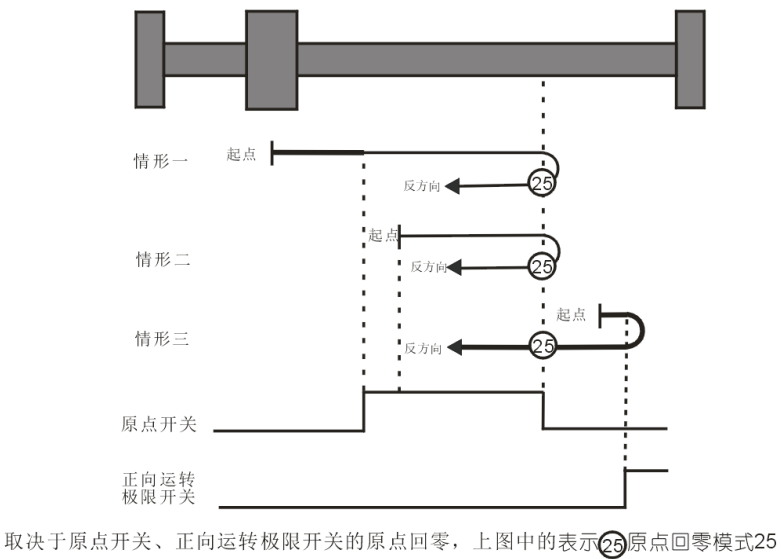 情形一 起点
反方向 25
起点
情形二
反方向 25
起点
情形三
反方向 25
原点开关
正向运转
极限开关
取决于原点开关、正向运转极限开关的原点回零，上图中的表示25原点回零模式25